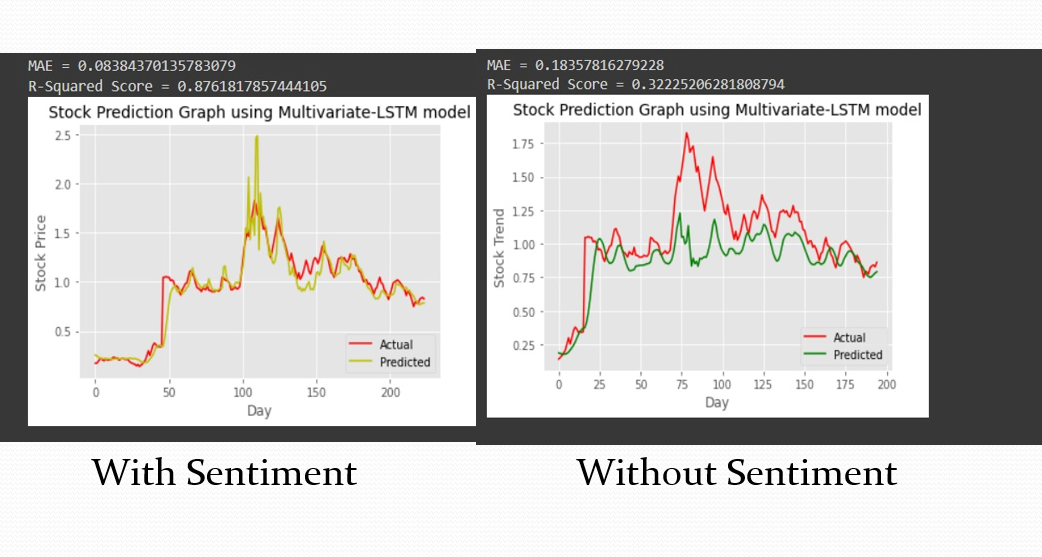 MAE = 0.08384370135783079
R-Squared Score = 0.8761817857444105
Stock Prediction Graph using Multivariate-LSTM model
2.5
2.0
1.5
1.0
0.5
Stock Price
Actual
Predicted
0 50 100 150 200
Day
With Sentiment
MAE = 0.18357816279228
R-Squared Score = 0.32225206281808794
Stock Prediction Graph using Multivariate-LSTM model
1.75
1.50
1.25
1.00
0.75
0.50
0.25
Stock Trend
Actual
Predicted
0 25 50 75 100 125 150 175 200
Day
Without Sentiment